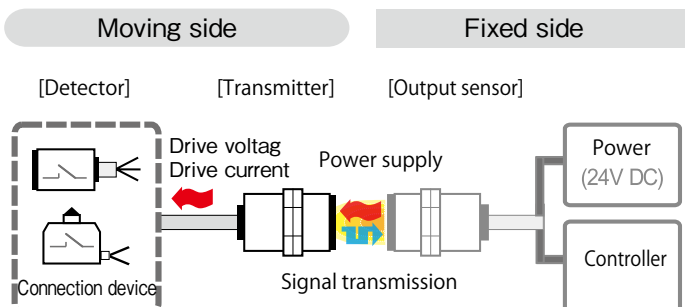 Moving side
Fixed side
[Detector]
[Transmitter]
[Output sensor]
Drive voltag
Drive current
Power supply
Power
(24V DC)
Controller
Connection device
Signal transmission